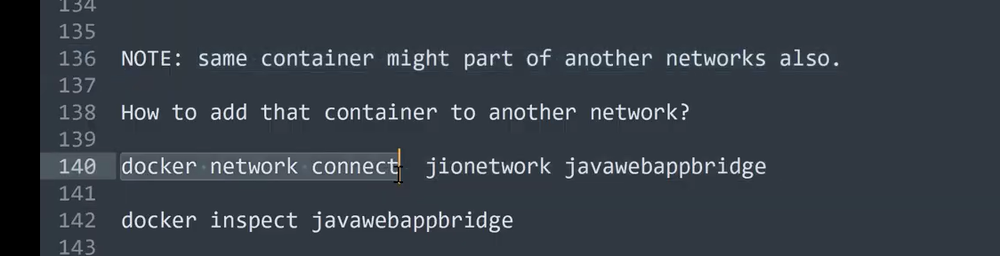 134
135
136 NOTE: same container might part of another networks also.
137
138 How to add that container to another network?
139
140 docker network connect  jionetwork javawebappbridge
141
142 docker inspect javawebappbridge
143